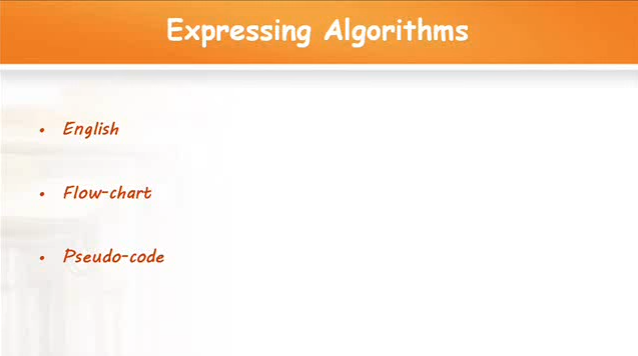 Expressing Algorithms
• English
• Flow-chart
• Pseudo-code